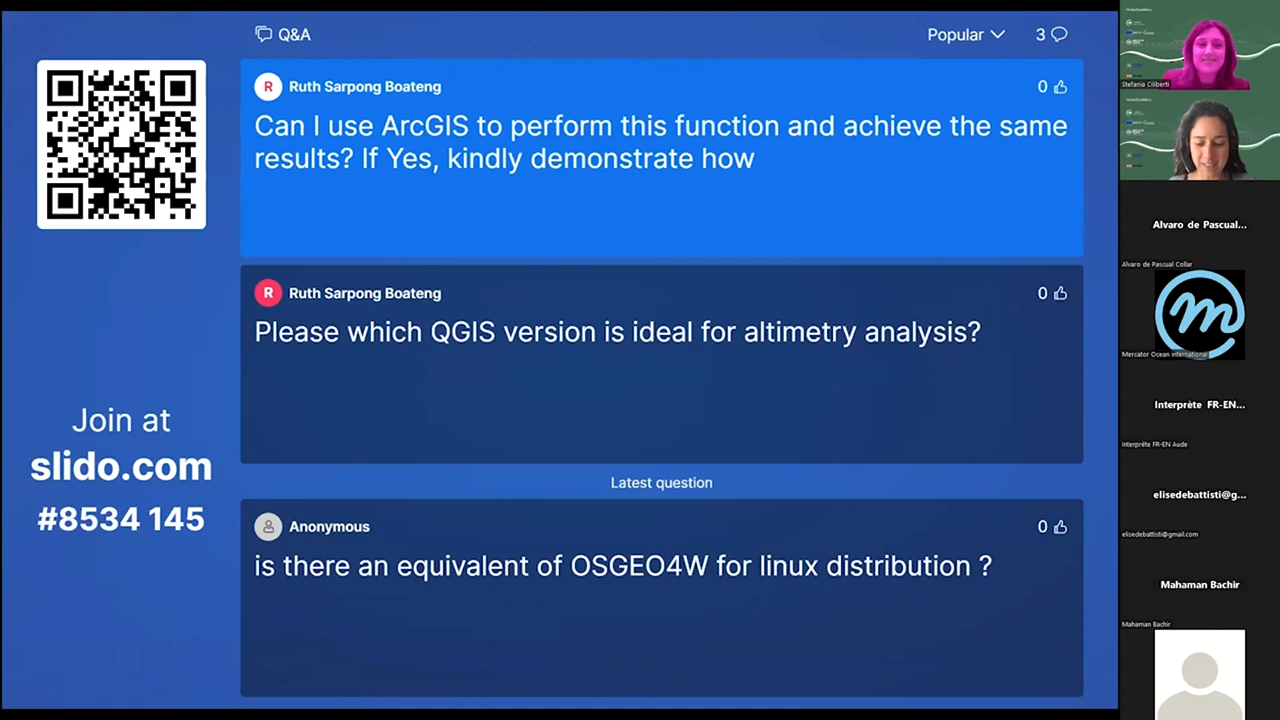 Q&A
Popular
3
Ruth Sarpong Boateng
0
Can I use ArcGIS to perform this function and achieve the same
results? If Yes, kindly demonstrate how
Ruth Sarpong Boateng
0
Please which QGIS version is ideal for altimetry analysis?
Join at
slido.com
#8534 145
Latest question
Anonymous
0
is there an equivalent of OSGEO4W for linux distribution ?
Stefania Ciliberti
Alvaro de Pascual...
Alvaro de Pascual Collar
Mercator Ocean international
Interprète FR-EN...
Interprète FR-EN Aude
elisedebattisti@g...
elisedebattisti@gmail.com
Mahaman Bachir
Mahaman Bachir